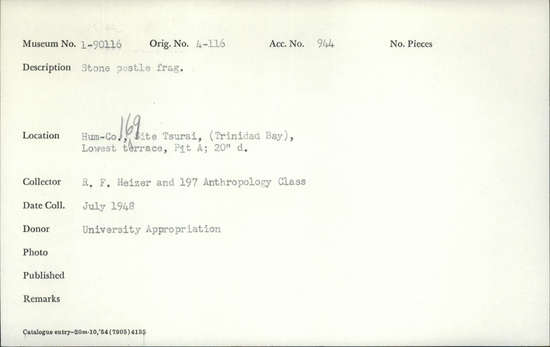 Museum No. 1-90116 Orig. No. 4-116 Acc. No. 944 No. Pieces
Description Stone pestle frag.
169
Location Hum-Co., Site Tsurai, (Trinidad Bay),
Lowest terrace, Pit A; 20" d.
Collector R. F. Heizer and 197 Anthropology Class
Date Coll. July 1948
Donor University Appropriation
Photo
Published
Remarks
Catalogue entry—20m-10,'54(7905)4135